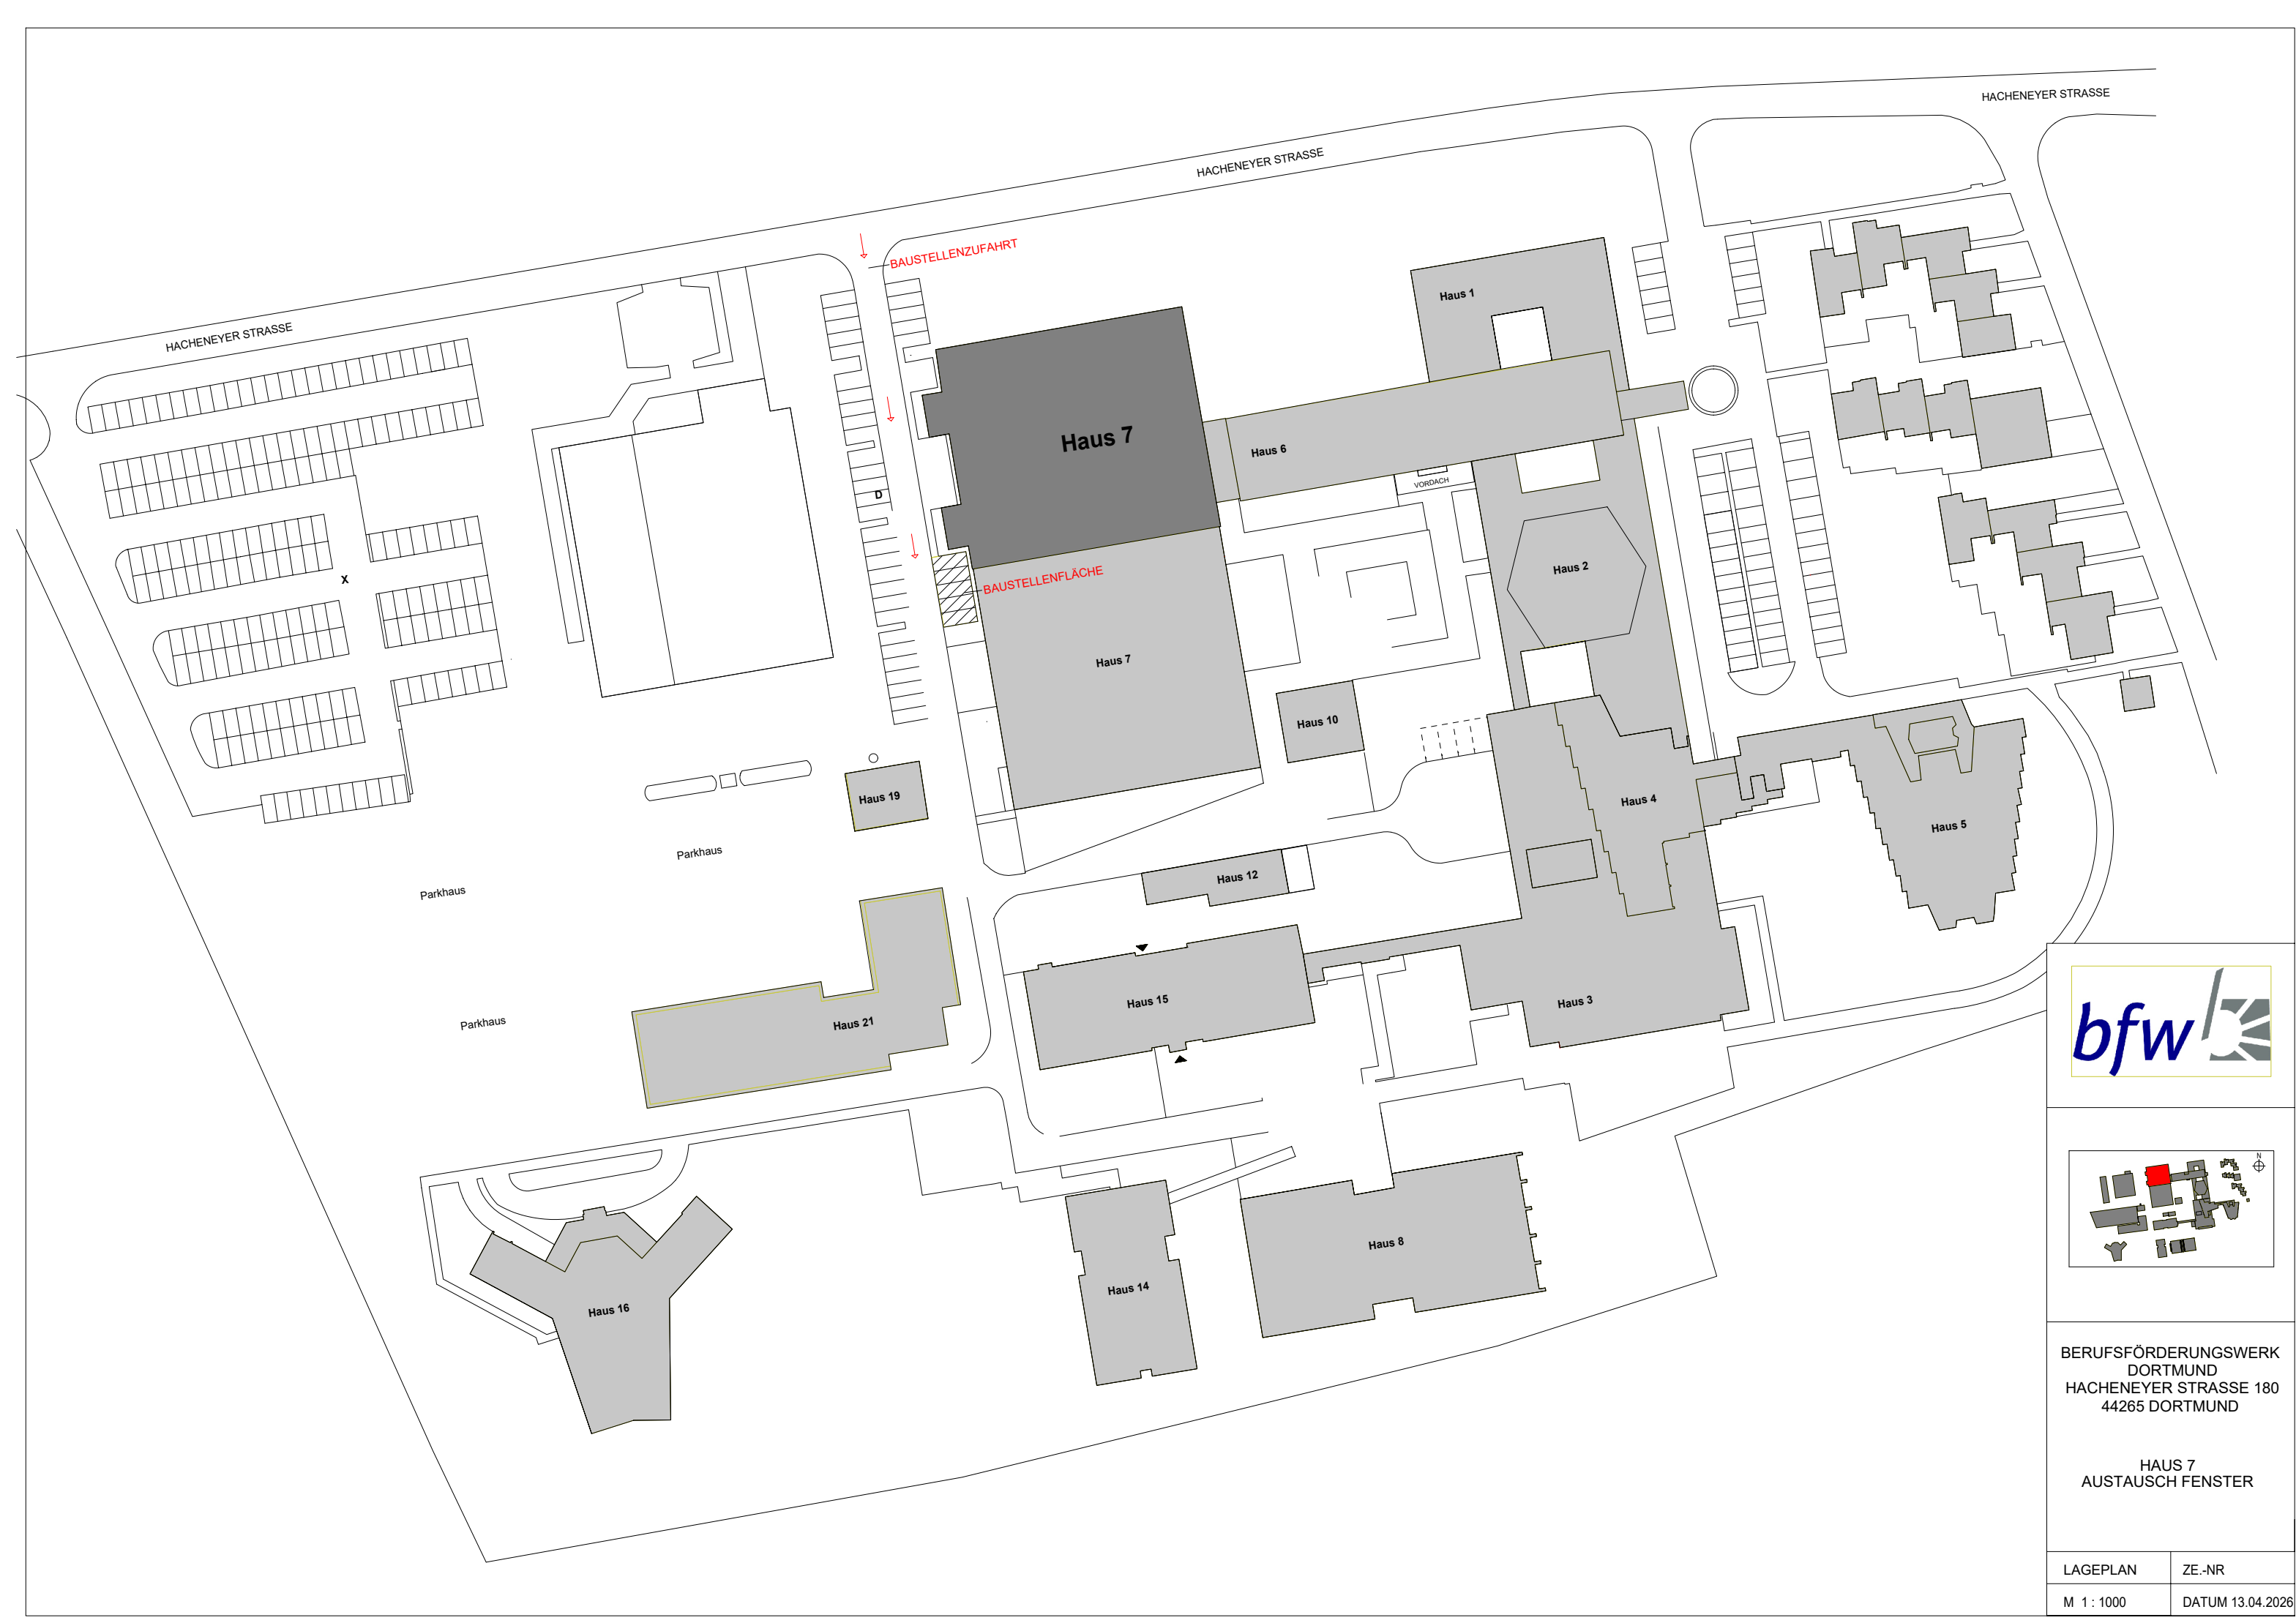 HACHENEYER STRASSE
HACHENEYER STRASSE
HACHENEYER STRASSE
BAUSTELLENZUFAHRT
Haus 1
Haus 7
Haus 6
VORDACH
D
X
BAUSTELLENFLÄCHE
Haus 2
Haus 7
Haus 10
Haus 19
Haus 4
Haus 5
Parkhaus
Parkhaus
Haus 12
Haus 15
Haus 3
Parkhaus
Haus 21
Haus 8
Haus 14
Haus 16
bfw
N
BERUFSFÖRDERUNGSWERK
DORTMUND
HACHENEYER STRASSE 180
44265 DORTMUND
HAUS 7
AUSTAUSCH FENSTER
LAGEPLAN
ZE.-NR
M 1 : 1000
DATUM 13.04.2026